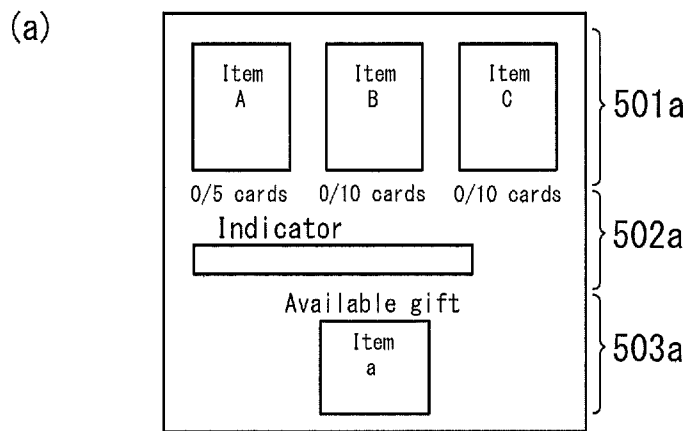 (a)
Item A
Item B
Item C
501a
0/5 cards 0/10 cards 0/10 cards
Indicator
502a
Available gift
Item a
503a